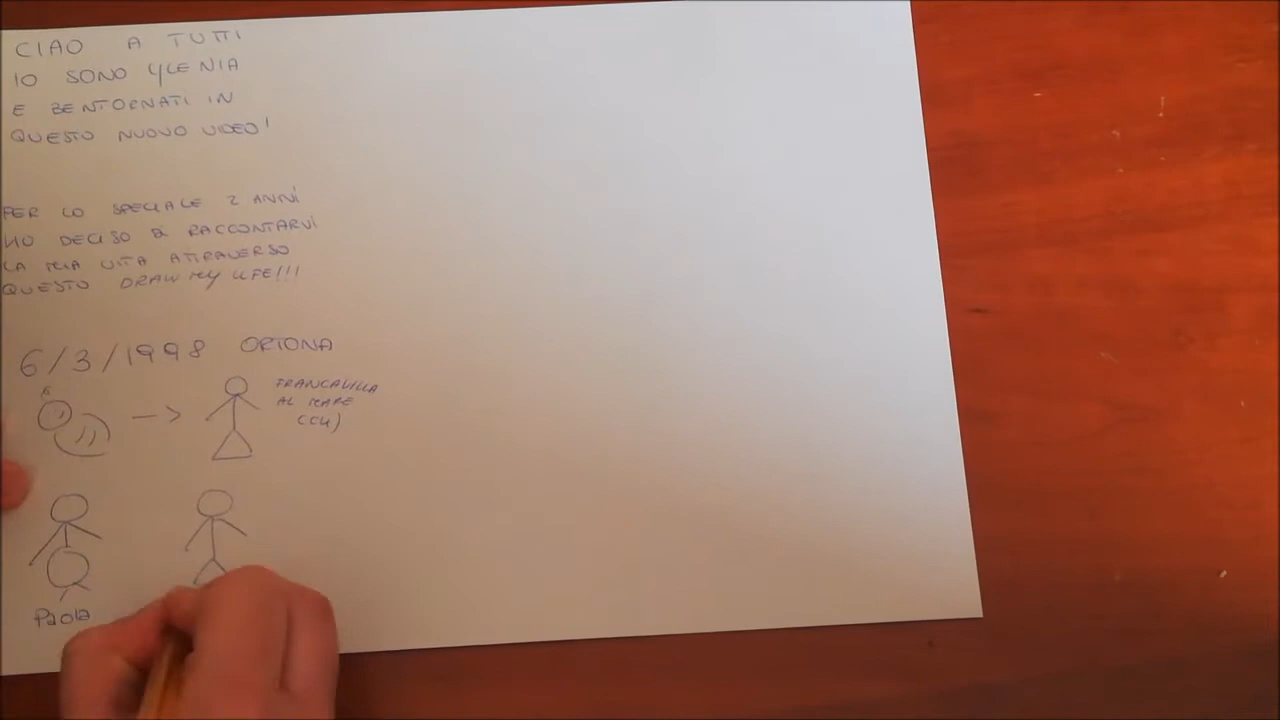 CIAO A TUTTI
IO SONO YLENIA
E BENTORNATI IN
QUESTO NUOVO VIDEO!
PER LO SPECIALE 2 ANNI
HO DECISO DI RACCONTARVI
LA MIA VITA ATTRAVERSO
QUESTO DRAW MY LIFE!!!
6/3/1998 ORTONA
FRANCAVILLA
AL MARE
(CH)
Paola